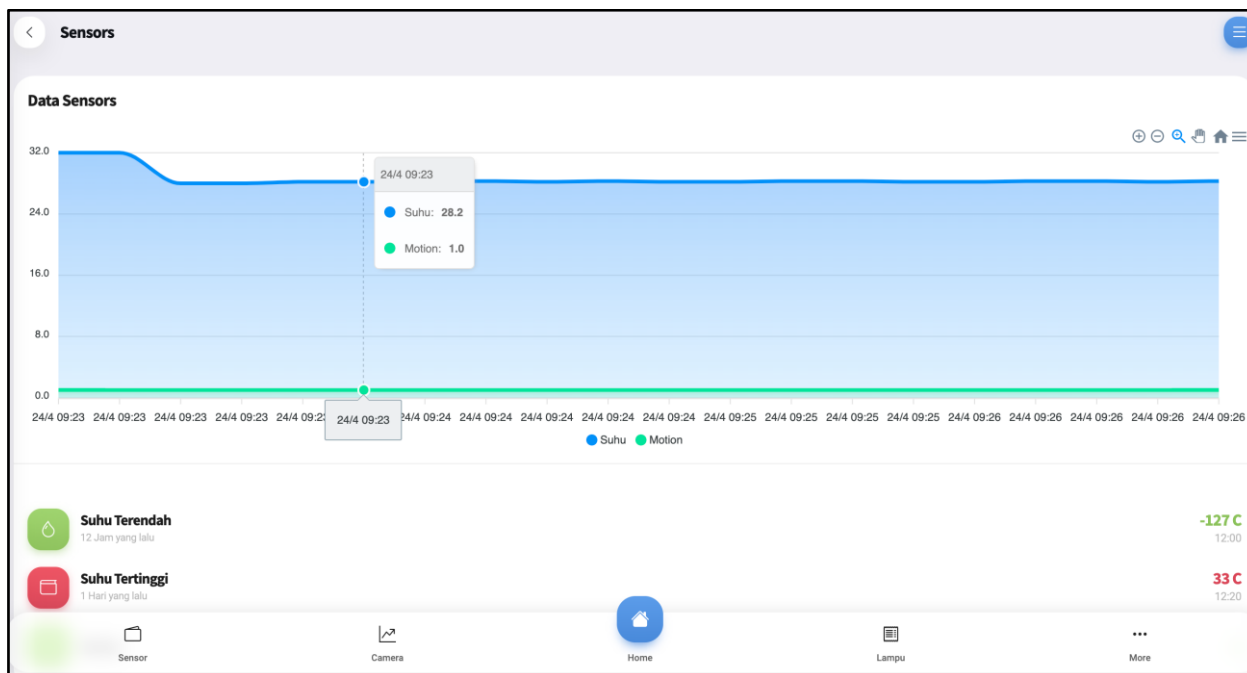 Sensors
Data Sensors
32.0
24.0
16.0
8.0
0.0
24/4 09:23
Suhu: 28.2
Motion: 1.0
24/4 09:23 24/4 09:23 24/4 09:23 24/4 09:23 24/4 09:23 24/4 09:24 24/4 09:24 24/4 09:24 24/4 09:24 24/4 09:24 24/4 09:25 24/4 09:25 24/4 09:25 24/4 09:25 24/4 09:26 24/4 09:26 24/4 09:26 24/4 09:26 24/4 09:26
Suhu Motion
Suhu Terendah -127 C
12 Jam yang lalu 12:00
Suhu Tertinggi 33 C
1 Hari yang lalu 12:20
Sensor Camera Home Lampu More